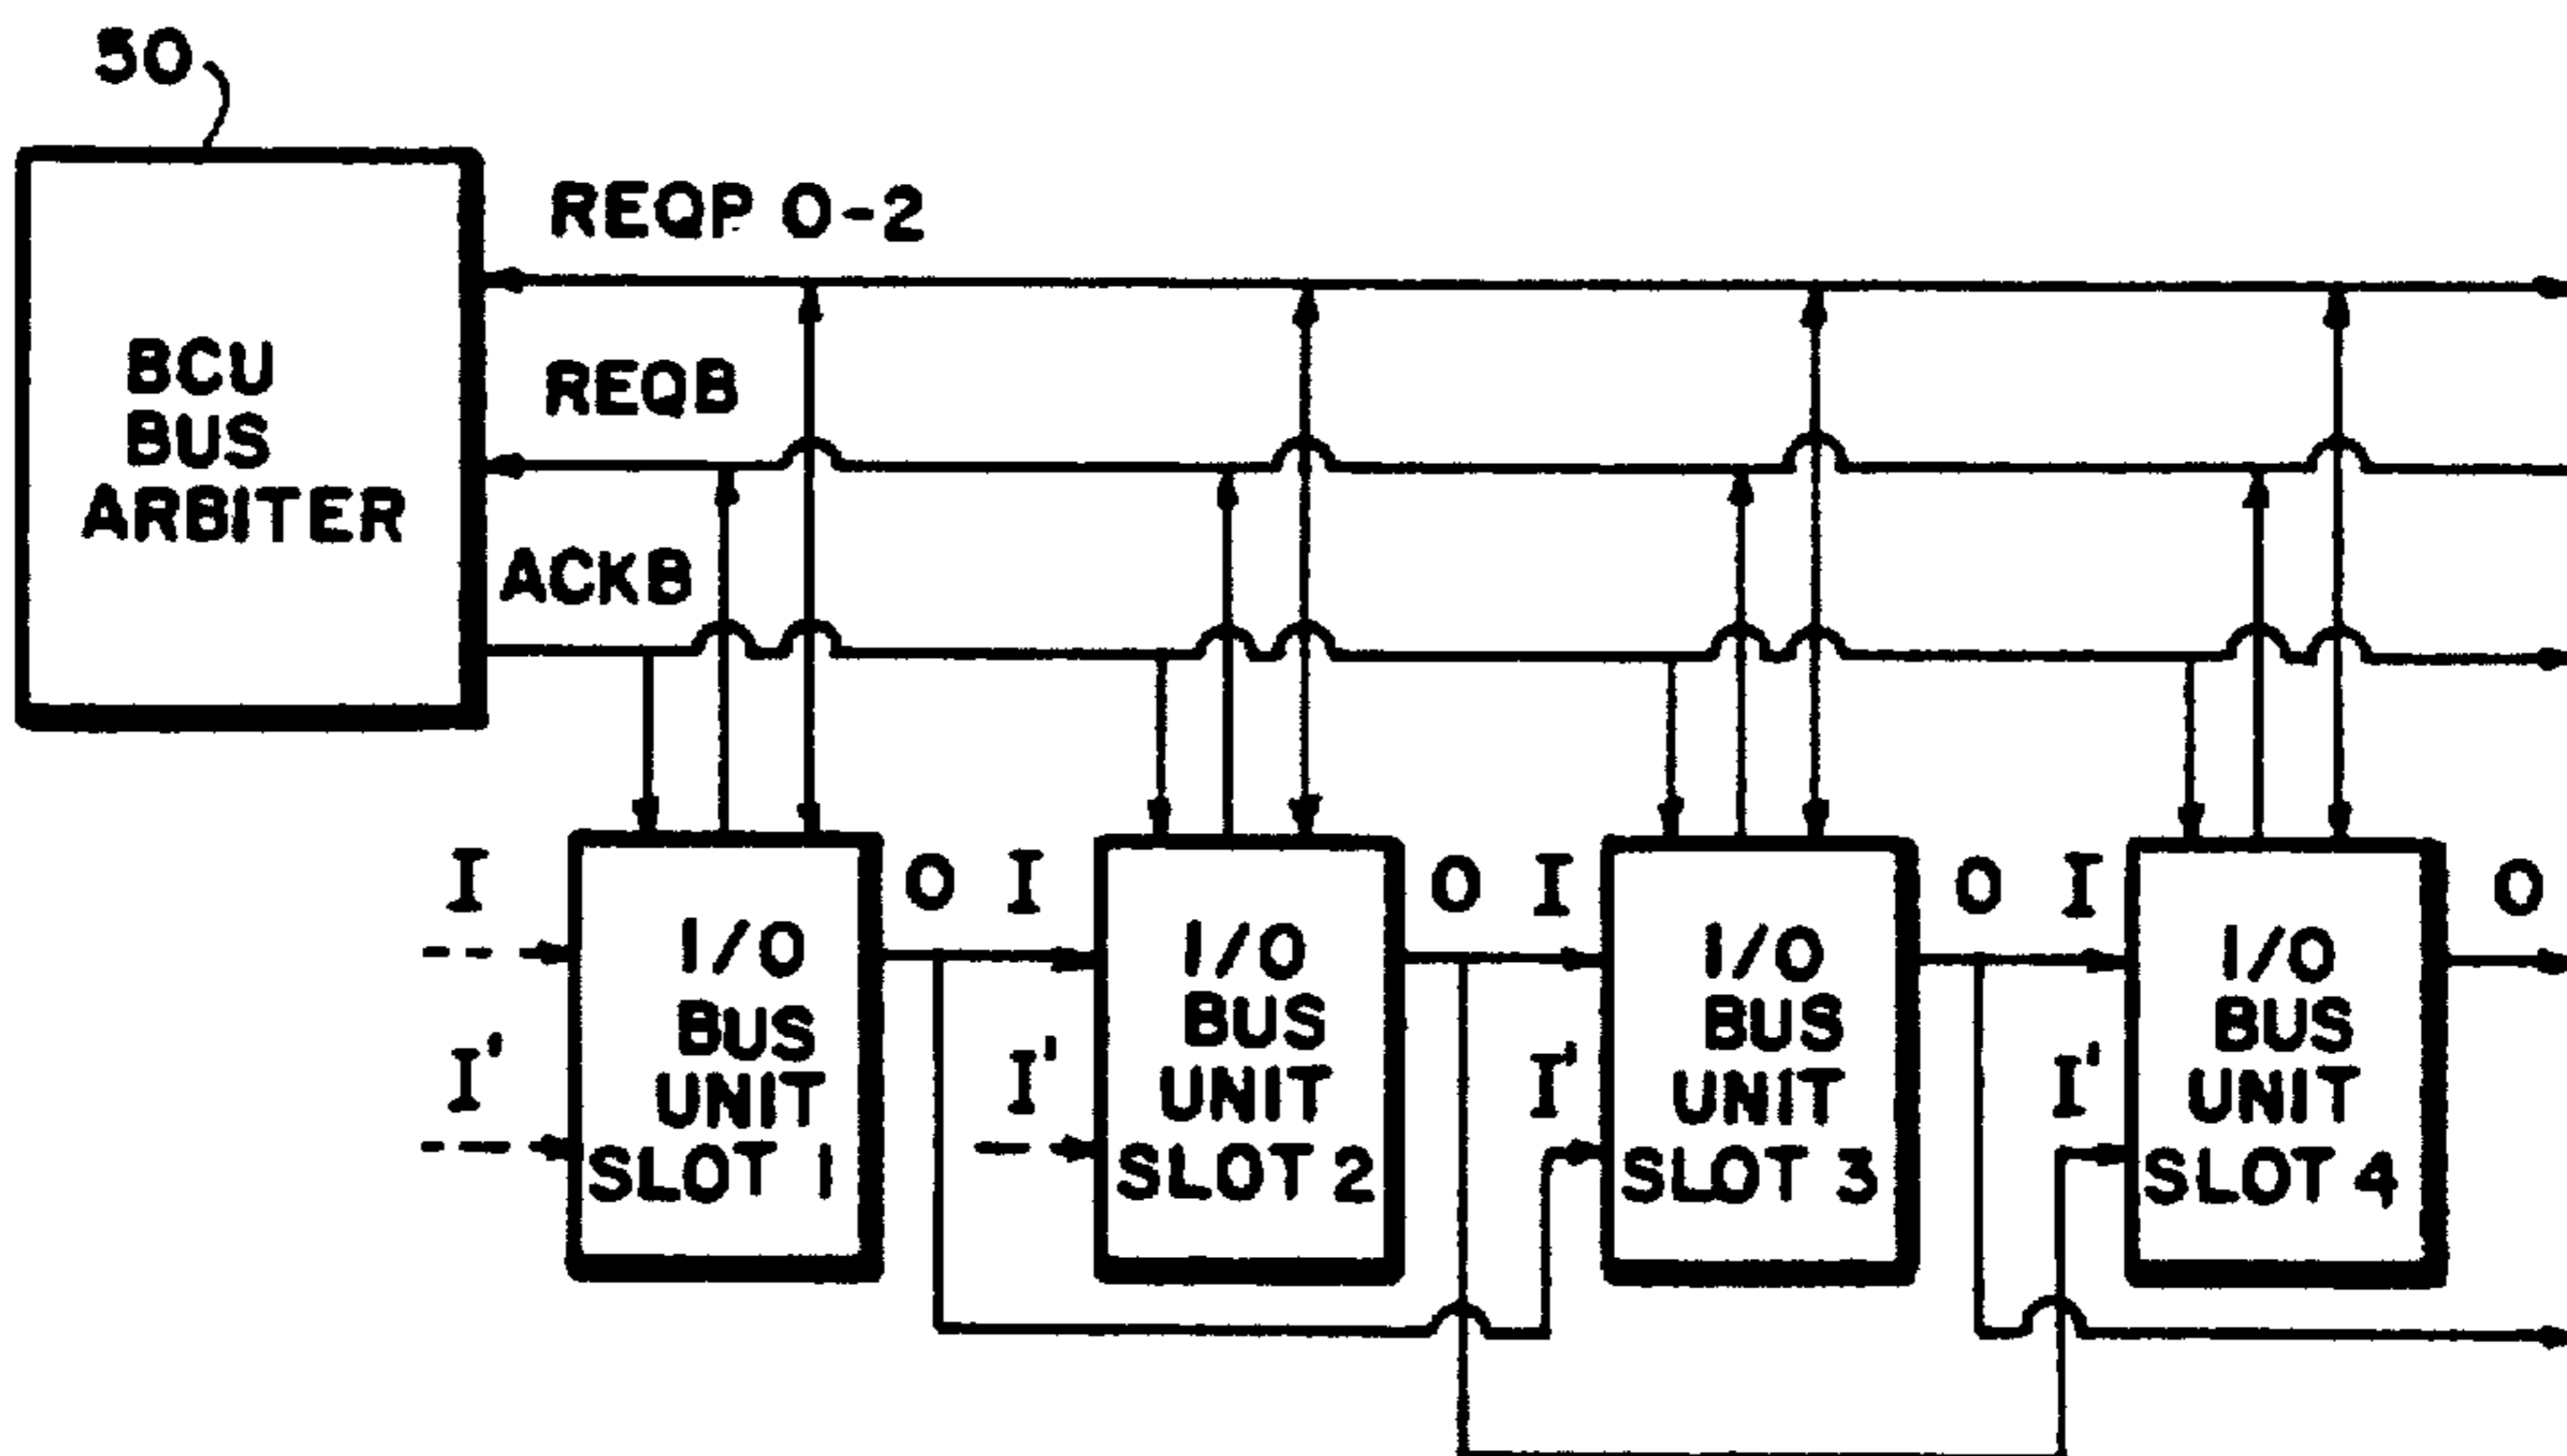 50
REQP 0-2
BCU
BUS
ARBITER
REQB
ACKB
I
O I
O I
O I
O
I/O
BUS
UNIT
SLOT 1
I/O
BUS
UNIT
SLOT 2
I/O
BUS
UNIT
SLOT 3
I/O
BUS
UNIT
SLOT 4
I'
I'
I'
I'